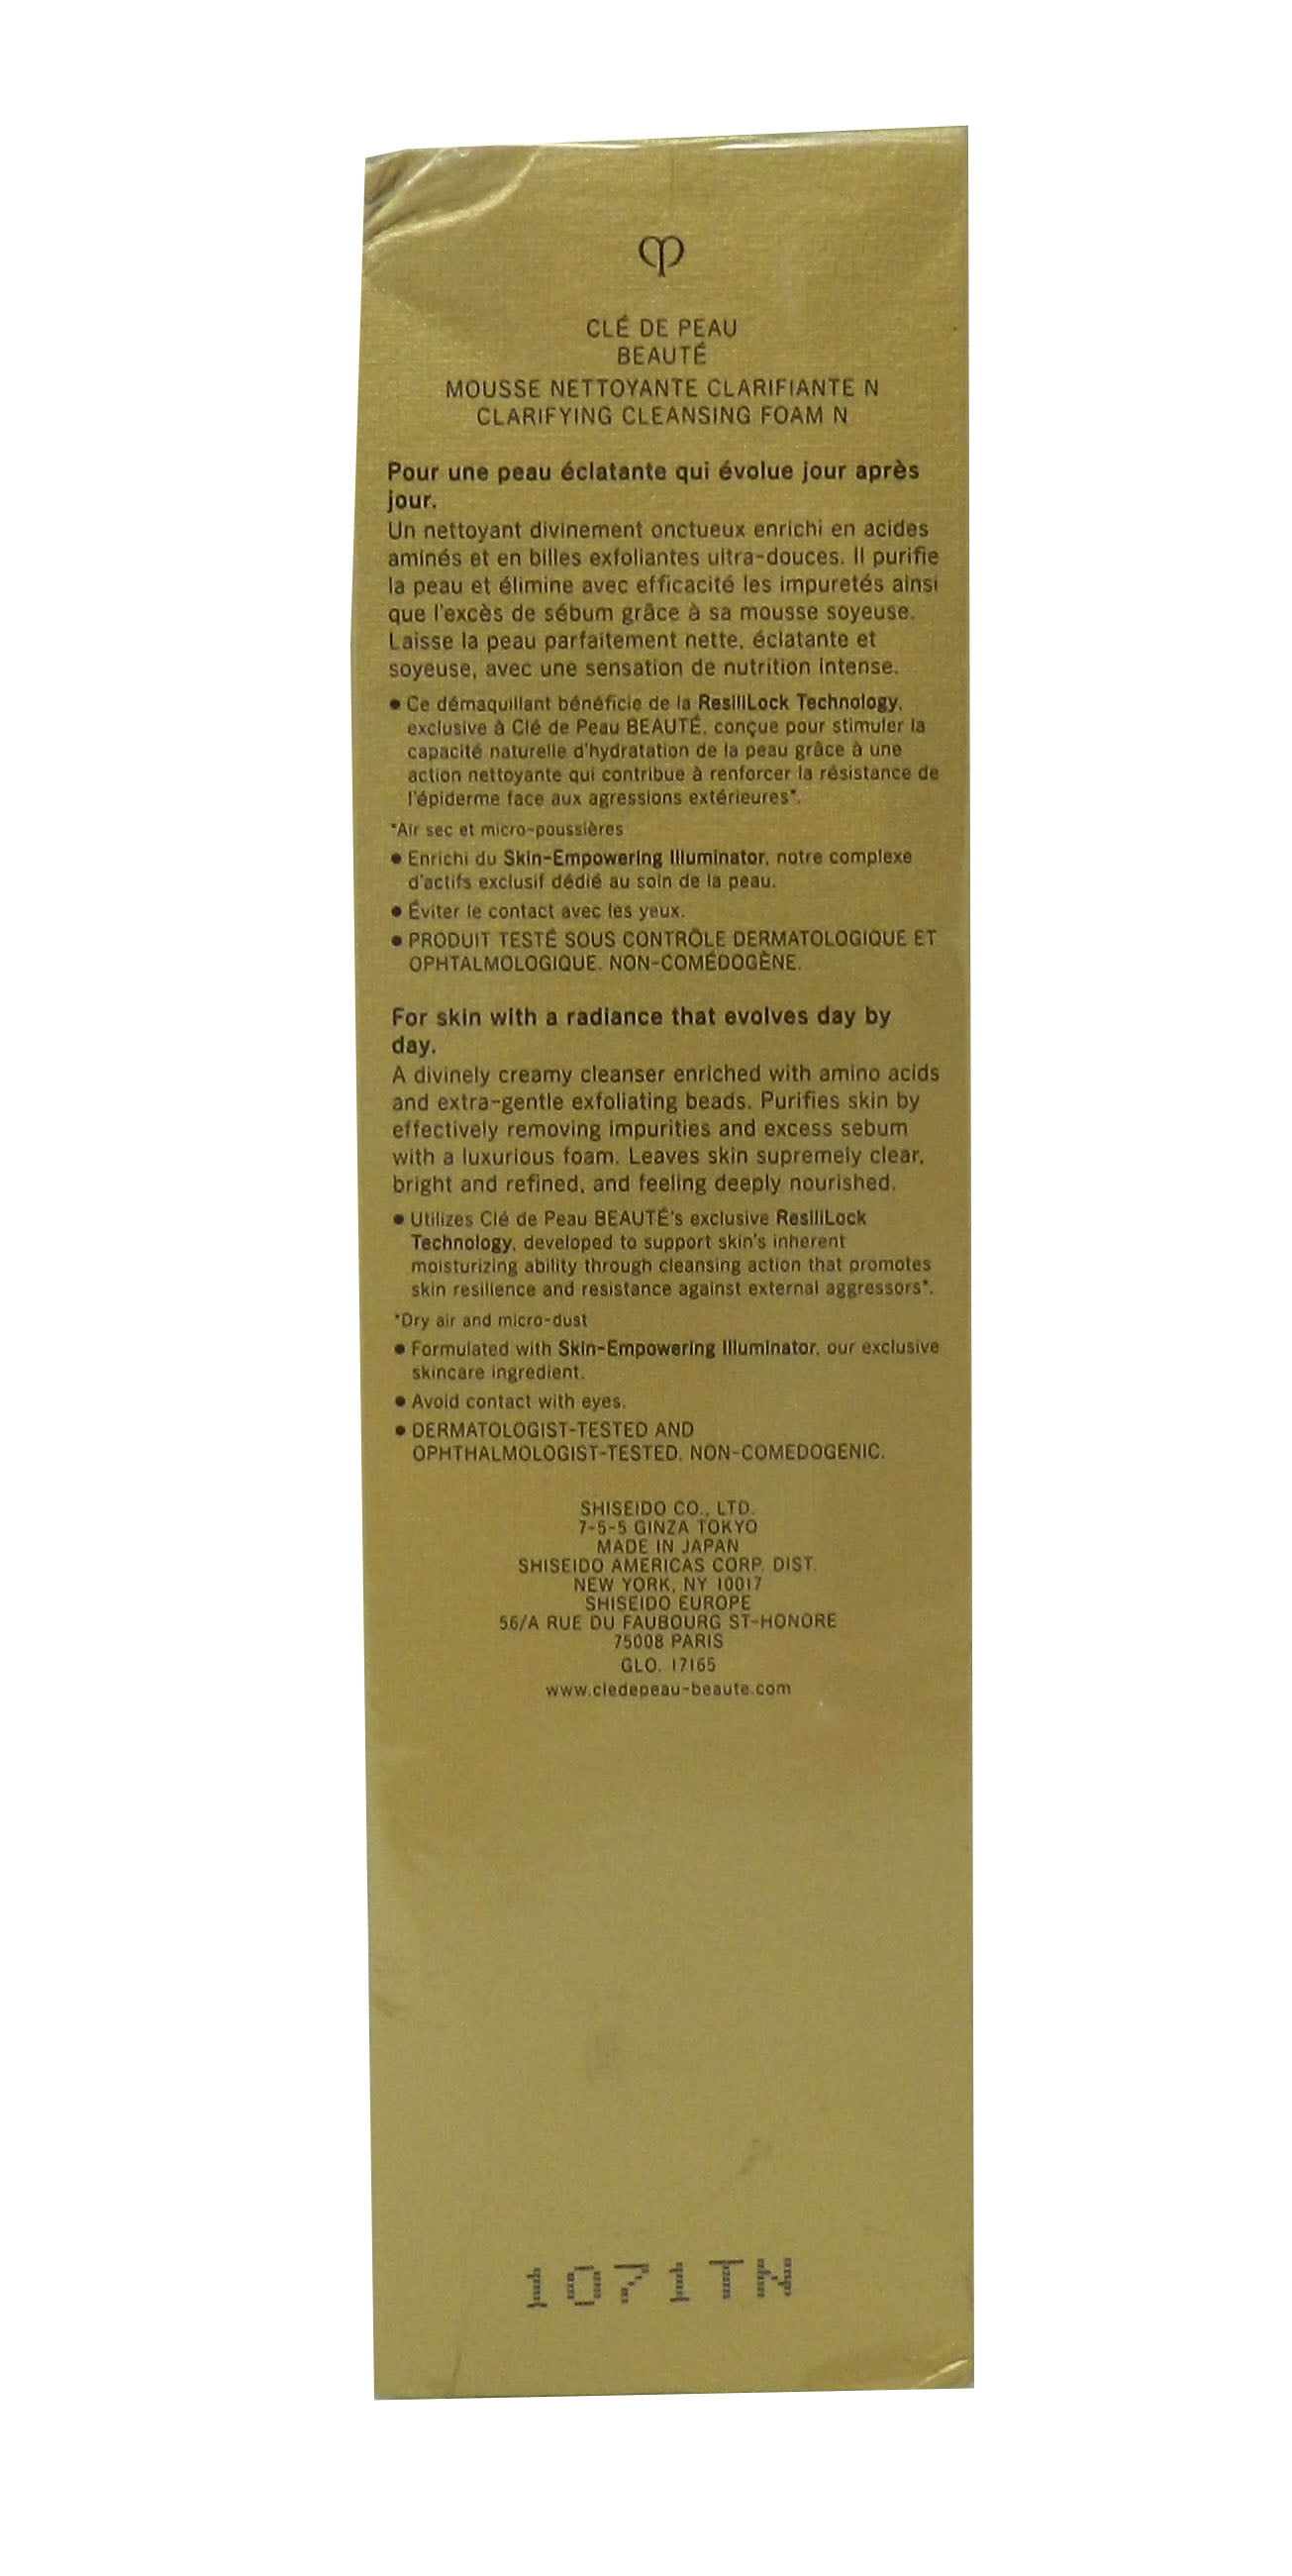 CLÉ DE PEAU
BEAUTÉ
MOUSSE NETTOYANTE CLARIFIANTE N
CLARIFYING CLEANSING FOAM N
Pour une peau éclatante qui évolue jour après
jour.
Un nettoyant divinement onctueux enrichi en acides
aminés et en billes exfoliantes ultra-douces. Il purifie
la peau et élimine avec efficacité les impuretés ainsi
que l'excès de sébum grâce à sa mousse soyeuse.
Laisse la peau parfaitement nette, éclatante et
soyeuse, avec une sensation de nutrition intense.
● Ce démaquillant bénéficie de la ResiliLock Technology,
exclusive à Clé de Peau BEAUTÉ, conçue pour stimuler la
capacité naturelle d'hydratation de la peau grâce à une
action nettoyante qui contribue à renforcer la résistance de
l'épiderme face aux agressions extérieures*.
*Air sec et micro-poussières
● Enrichi du Skin-Empowering Illuminator, notre complexe
d'actifs exclusif dédié au soin de la peau.
● Éviter le contact avec les yeux.
● PRODUIT TESTÉ SOUS CONTRÔLE DERMATOLOGIQUE ET
OPHTALMOLOGIQUE. NON-COMÉDOGÈNE.
For skin with a radiance that evolves day by
day.
A divinely creamy cleanser enriched with amino acids
and extra-gentle exfoliating beads. Purifies skin by
effectively removing impurities and excess sebum
with a luxurious foam. Leaves skin supremely clear,
bright and refined, and feeling deeply nourished.
● Utilizes Clé de Peau BEAUTÉ's exclusive ResiliLock
Technology, developed to support skin's inherent
moisturizing ability through cleansing action that promotes
skin resilience and resistance against external aggressors*.
*Dry air and micro-dust
● Formulated with Skin-Empowering Illuminator, our exclusive
skincare ingredient.
● Avoid contact with eyes.
● DERMATOLOGIST-TESTED AND
OPHTHALMOLOGIST-TESTED. NON-COMEDOGENIC.
SHISEIDO CO., LTD.
7-5-5 GINZA TOKYO
MADE IN JAPAN
SHISEIDO AMERICAS CORP. DIST.
NEW YORK, NY 10017
SHISEIDO EUROPE
56/A RUE DU FAUBOURG ST-HONORE
75008 PARIS
GLO. 17165
www.cledepeau-beaute.com
1071TN